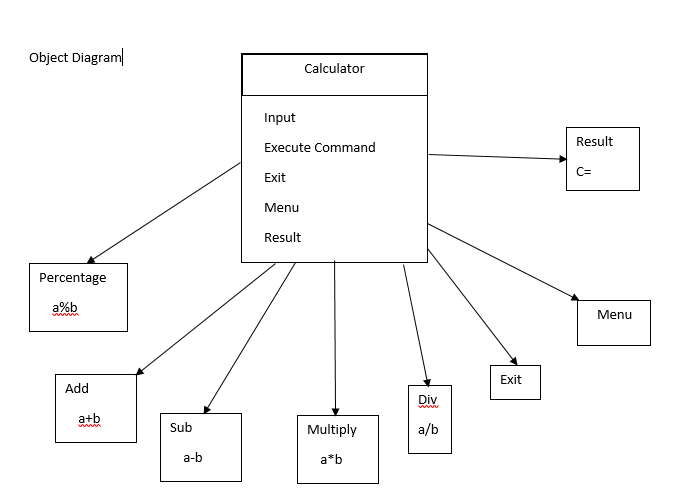 Object Diagram
Calculator
Input
Execute Command
Exit
Menu
Result
Result
C=
Percentage
a%b
Menu
Add
a+b
Sub
a-b
Multiply
a*b
Div
a/b
Exit